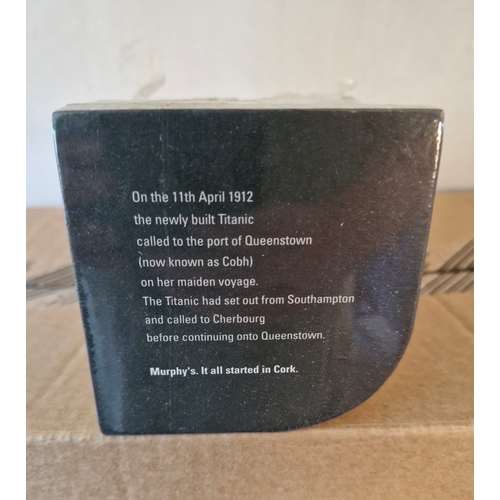 On the 11th April 1912
the newly built Titanic
called to the port of Queenstown
(now known as Cobh)
on her maiden voyage.
The Titanic had set out from Southampton
and called to Cherbourg
before continuing onto Queenstown.
Murphy's. It all started in Cork.